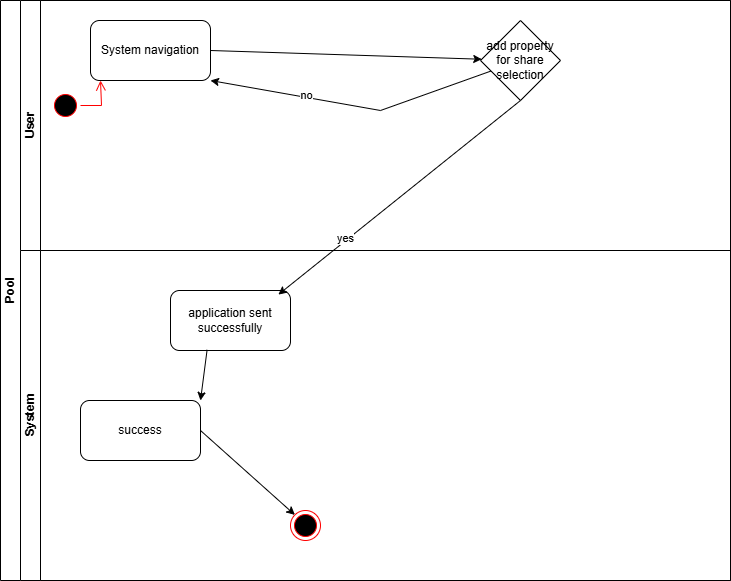 Pool
User
System navigation
add property
for share
selection
no
yes
System
application sent
successfully
success